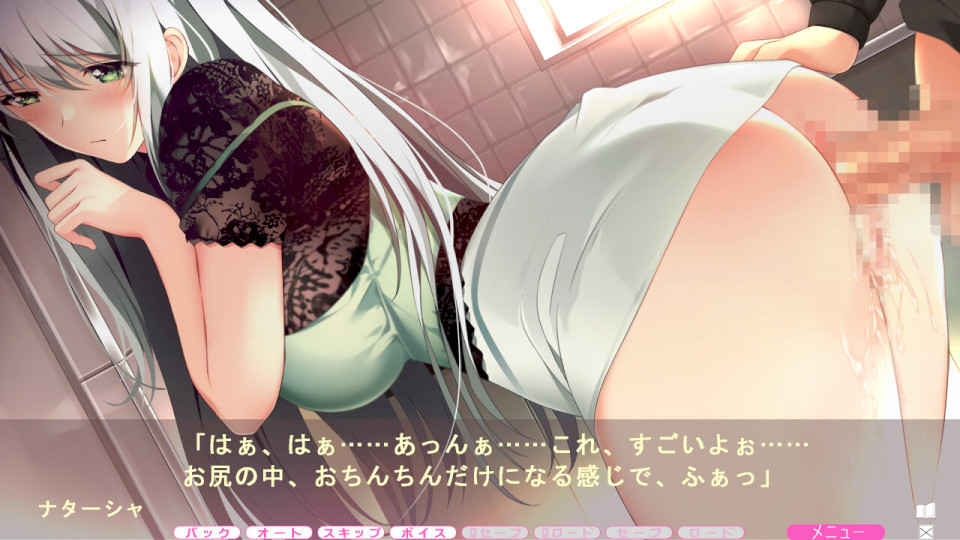 「はぁ、はぁ……あっんぁ……これ、すごいよぉ……
お尻の中、おちんちんだけになる感じで、ふぁっ」
ナターシャ
バック オート スキップ ボイス Qセーブ Qロード セーブ ロード メニュー